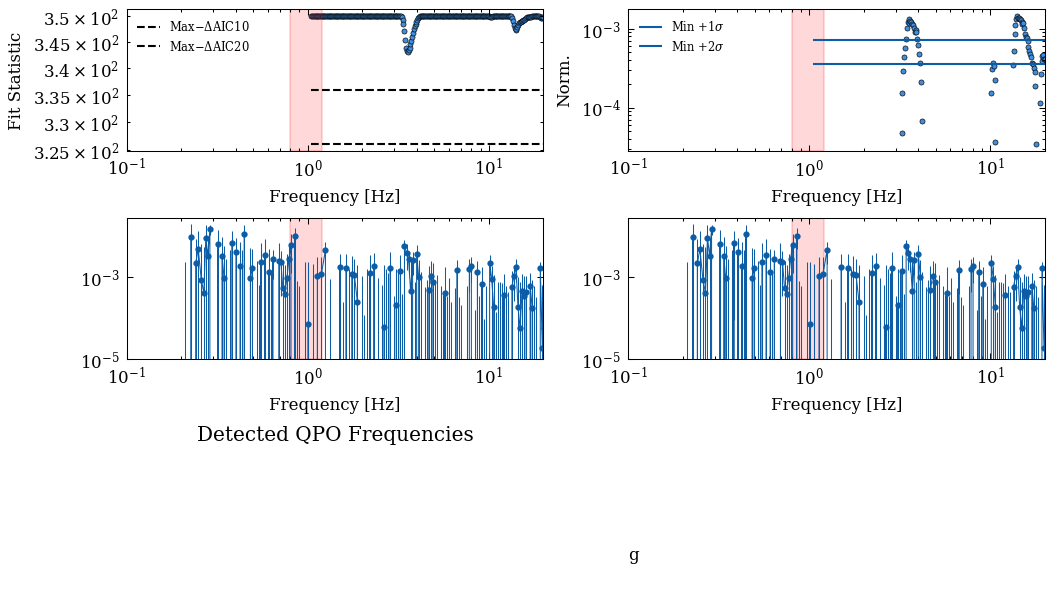 3.5 × 10²
3.45 × 10²
3.4 × 10²
3.35 × 10²
3.3 × 10²
3.25 × 10²
Fit Statistic
Max−ΔAIC10
Max−ΔAIC20
10⁻¹ 10⁰ 10¹
Frequency [Hz]
10⁻³
10⁻⁴
Norm.
Min +1σ
Min +2σ
10⁻¹ 10⁰ 10¹
Frequency [Hz]
10⁻³
10⁻⁵
10⁻¹ 10⁰ 10¹
Frequency [Hz]
10⁻³
10⁻⁵
10⁻¹ 10⁰ 10¹
Frequency [Hz]
Detected QPO Frequencies
g